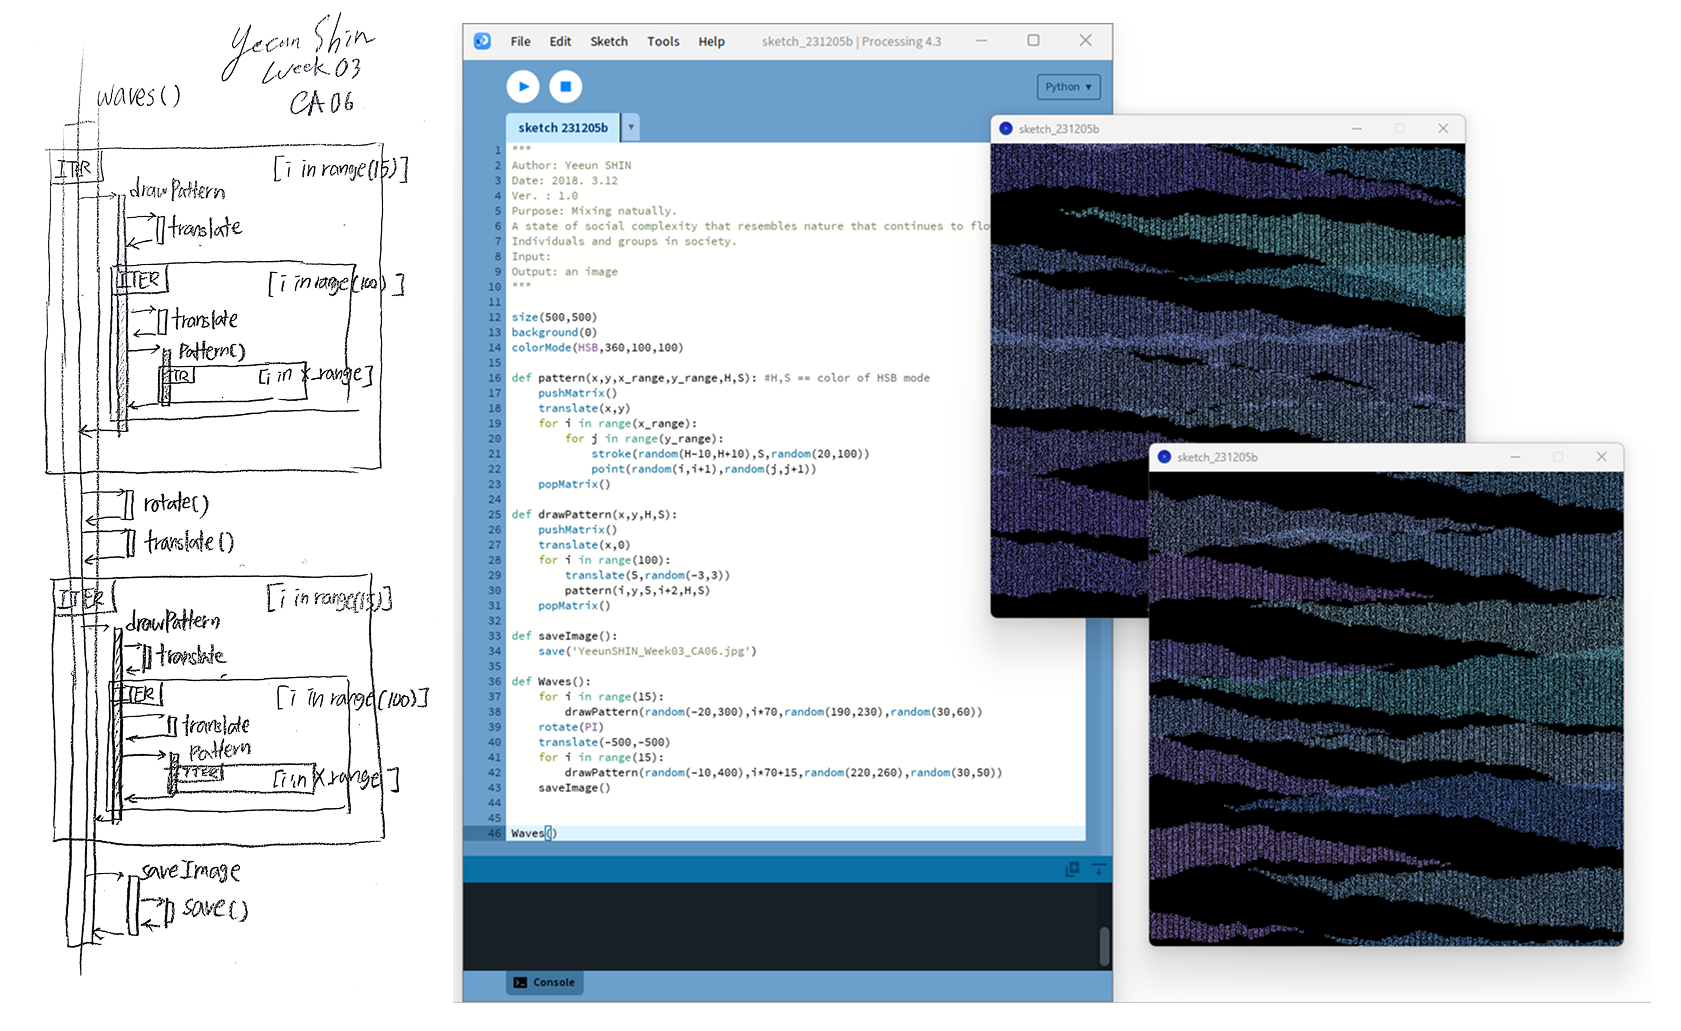 Yeeun Shin
Week 03
CA 06
waves()
ITER
[i in range(15)]
drawPattern
translate
ITER
[i in range(100)]
translate
Pattern()
[i in x_range]
rotate()
translate()
ITER
[i in range(15)]
drawPattern
translate
ITER
[i in range(100)]
translate
Pattern
ITER
[i in x_range]
saveImage
save()
File Edit Sketch Tools Help sketch_231205b | Processing 4.3
Python ▾
sketch 231205b
1 """
2 Author: Yeeun SHIN
3 Date: 2018. 3.12
4 Ver. : 1.0
5 Purpose: Mixing natually.
6 A state of social complexity that resembles nature that continues to flo
7 Individuals and groups in society.
8 Input:
9 Output: an image
10 """
11
12 size(500,500)
13 background(0)
14 colorMode(HSB,360,100,100)
15
16 def pattern(x,y,x_range,y_range,H,S): #H,S == color of HSB mode
17 pushMatrix()
18 translate(x,y)
19 for i in range(x_range):
20 for j in range(y_range):
21 stroke(random(H-10,H+10),S,random(20,100))
22 point(random(i,i+1),random(j,j+1))
23 popMatrix()
24
25 def drawPattern(x,y,H,S):
26 pushMatrix()
27 translate(x,0)
28 for i in range(100):
29 translate(5,random(-3,3))
30 pattern(i,y,5,i+2,H,S)
31 popMatrix()
32
33 def saveImage():
34 save('YeeunSHIN_Week03_CA06.jpg')
35
36 def Waves():
37 for i in range(15):
38 drawPattern(random(-20,300),i*70,random(190,230),random(30,60))
39 rotate(PI)
40 translate(-500,-500)
41 for i in range(15):
42 drawPattern(random(-10,400),i*70+15,random(220,260),random(30,50))
43 saveImage()
44
45
46 Waves()
Console
sketch_231205b
sketch_231205b